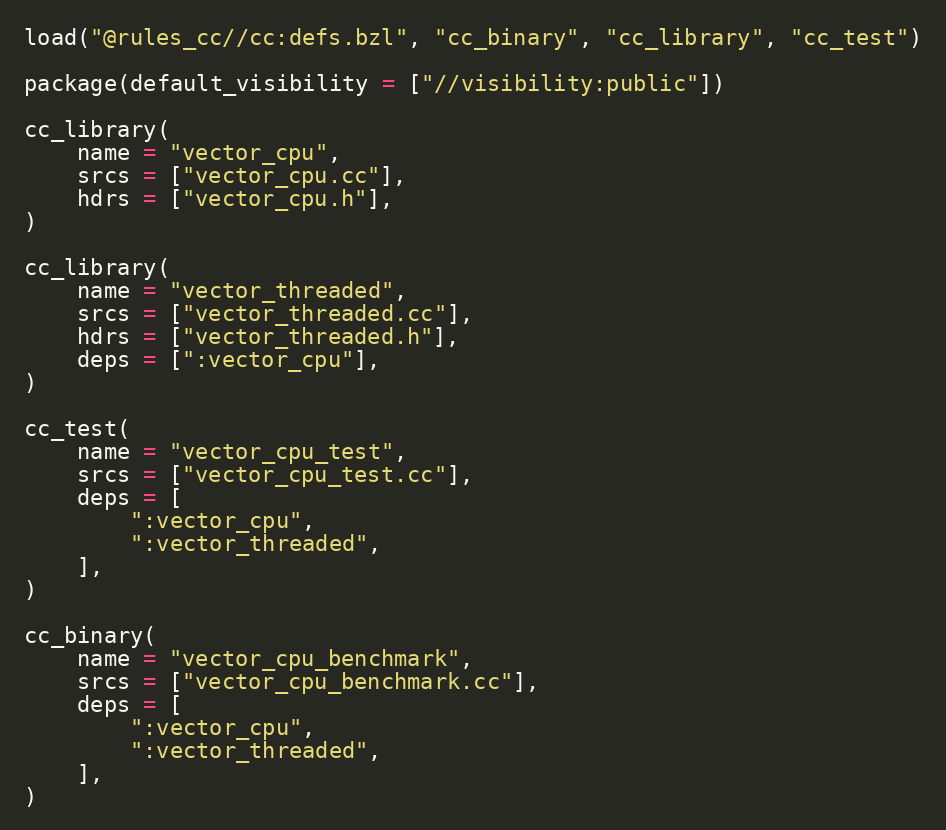 load("@rules_cc//cc:defs.bzl", "cc_binary", "cc_library", "cc_test")

package(default_visibility = ["//visibility:public"])

cc_library(
    name = "vector_cpu",
    srcs = ["vector_cpu.cc"],
    hdrs = ["vector_cpu.h"],
)

cc_library(
    name = "vector_threaded",
    srcs = ["vector_threaded.cc"],
    hdrs = ["vector_threaded.h"],
    deps = [":vector_cpu"],
)

cc_test(
    name = "vector_cpu_test",
    srcs = ["vector_cpu_test.cc"],
    deps = [
        ":vector_cpu",
        ":vector_threaded",
    ],
)

cc_binary(
    name = "vector_cpu_benchmark",
    srcs = ["vector_cpu_benchmark.cc"],
    deps = [
        ":vector_cpu",
        ":vector_threaded",
    ],
)